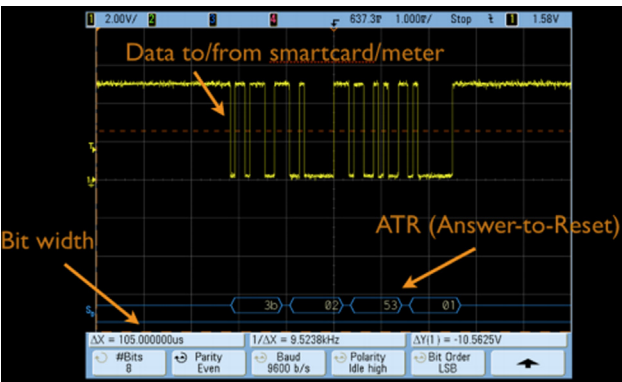 1 2.00V/ 2 3 4 637.3▼ 1.000▼/ Stop 1 1.58V
Data to/from smartcard/meter
ATR (Answer-to-Reset)
Bit width
3b 02 53 01
ΔX = 105.000000us 1/ΔX = 9.5238kHz ΔY(1) = -10.5625V
#Bits Parity Baud Polarity Bit Order
8 Even 9600 b/s Idle high LSB